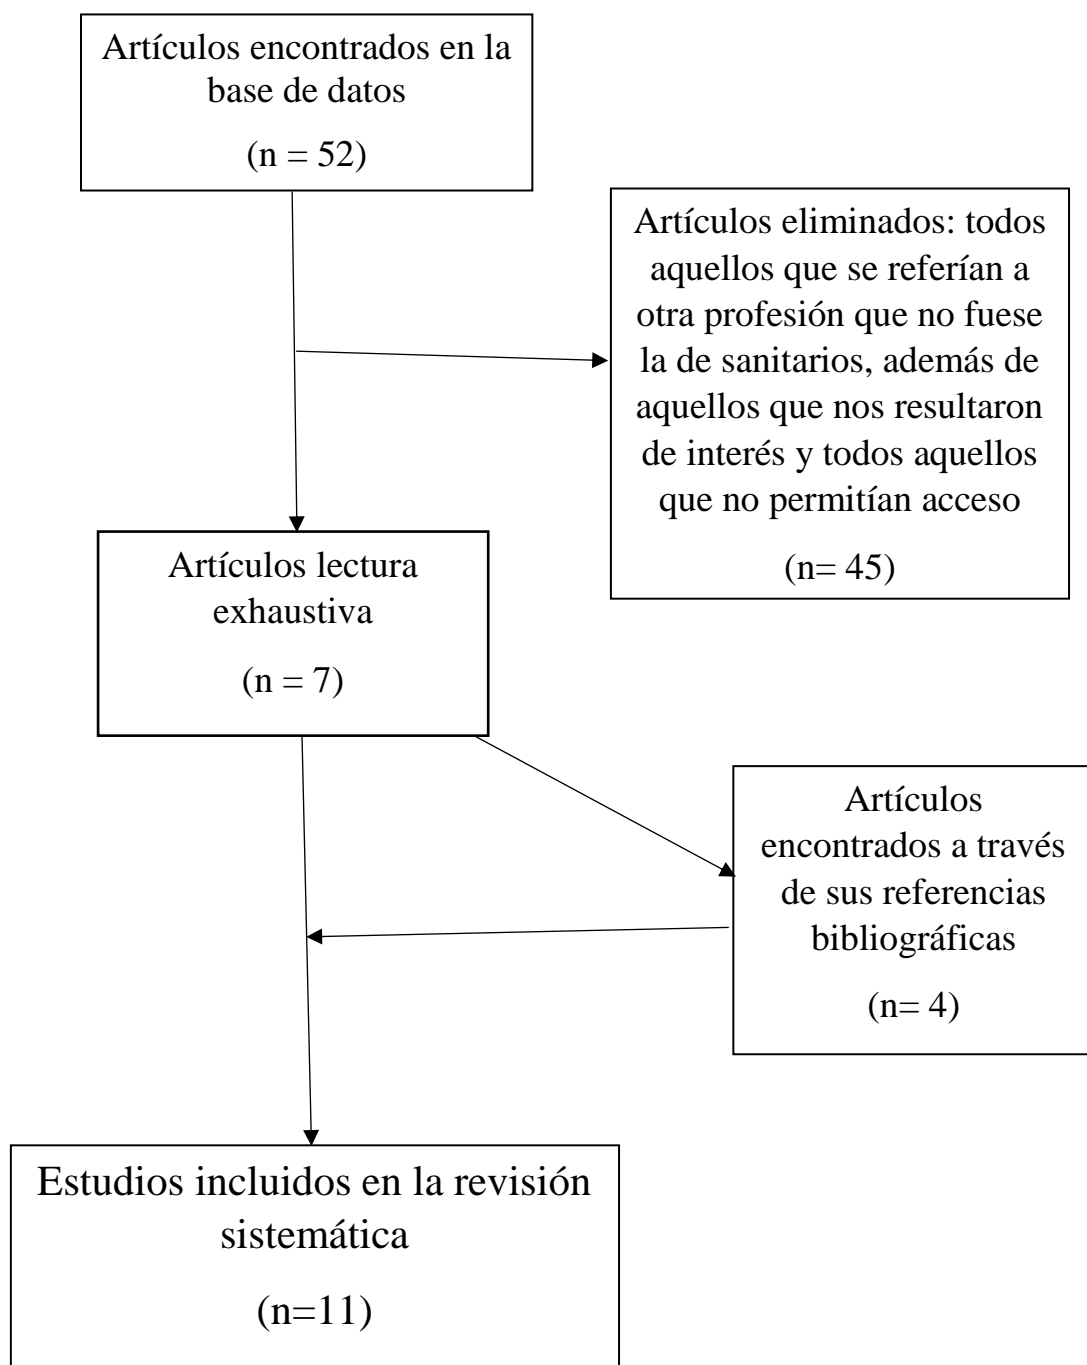 Artículos encontrados en la
base de datos
(n = 52)
Artículos eliminados: todos
aquellos que se referían a
otra profesión que no fuese
la de sanitarios, además de
aquellos que nos resultaron
de interés y todos aquellos
que no permitían acceso
(n= 45)
Artículos lectura
exhaustiva
(n = 7)
Artículos
encontrados a través
de sus referencias
bibliográficas
(n= 4)
Estudios incluidos en la revisión
sistemática
(n=11)